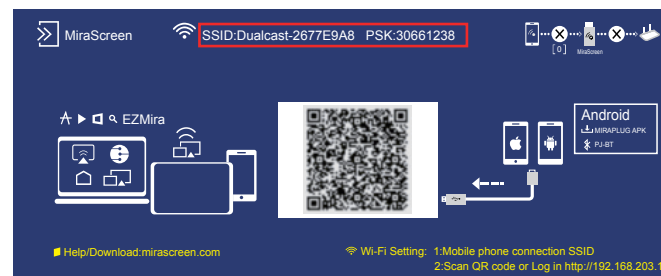 MiraScreen
SSID:Dualcast-2677E9A8 PSK:30661238
[ 0 ]
MiraScreen
EZMira
Android
MIRAPLUG APK
PJ-BT
Help/Download:mirascreen.com
Wi-Fi Setting: 1:Mobile phone connection SSID
2:Scan QR code or Log in http://192.168.203.1